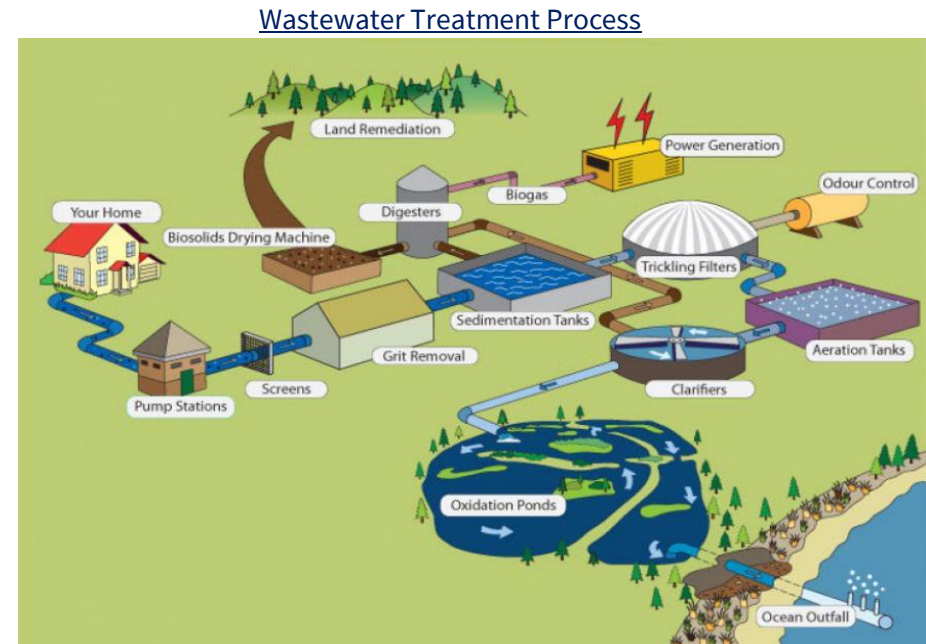 Wastewater Treatment Process
Land Remediation
Power Generation
Odour Control
Biogas
Digesters
Your Home
Biosolids Drying Machine
Trickling Filters
Sedimentation Tanks
Aeration Tanks
Grit Removal
Screens
Clarifiers
Pump Stations
Oxidation Ponds
Ocean Outfall